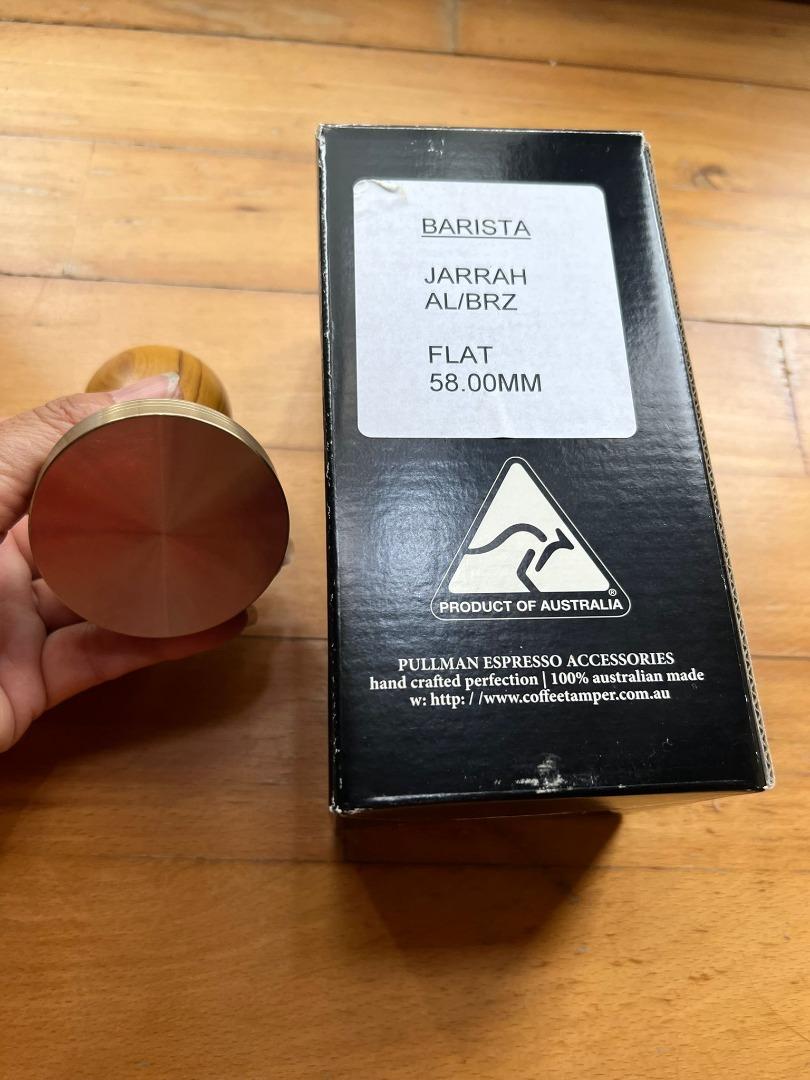 BARISTA
JARRAH
AL/BRZ
FLAT
58.00MM
®
PRODUCT OF AUSTRALIA
PULLMAN ESPRESSO ACCESSORIES
hand crafted perfection | 100% australian made
w: http: / /www.coffeetamper.com.au